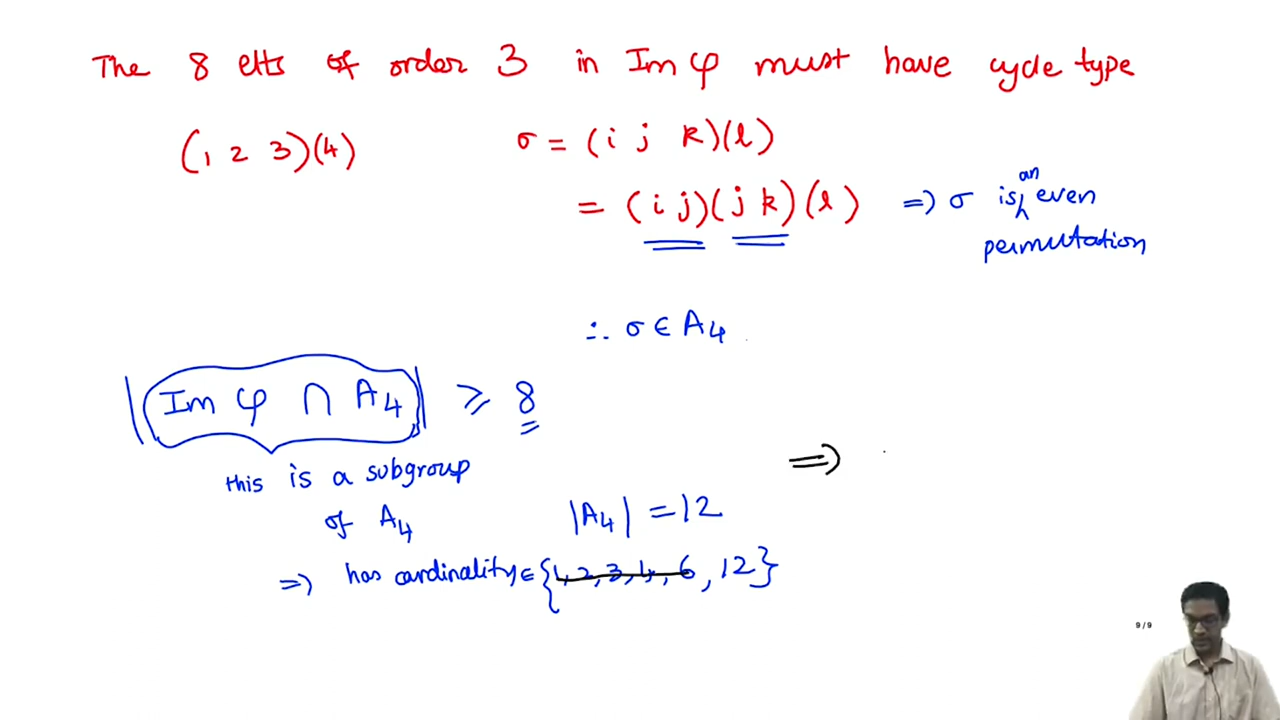 The 8 elts of order 3 in Im φ must have cycle type
(1 2 3)(4) σ = (i j k)(l)
= (i j)(j k)(l) ⇒ σ is an even
permutation
∴ σ ∈ A₄
|Im φ ∩ A₄| ≥ 8
⇒
this is a subgroup
of A₄ |A₄| = 12
⇒ has cardinality ∈ {1, 2, 3, 4, 6, 12}
9/9